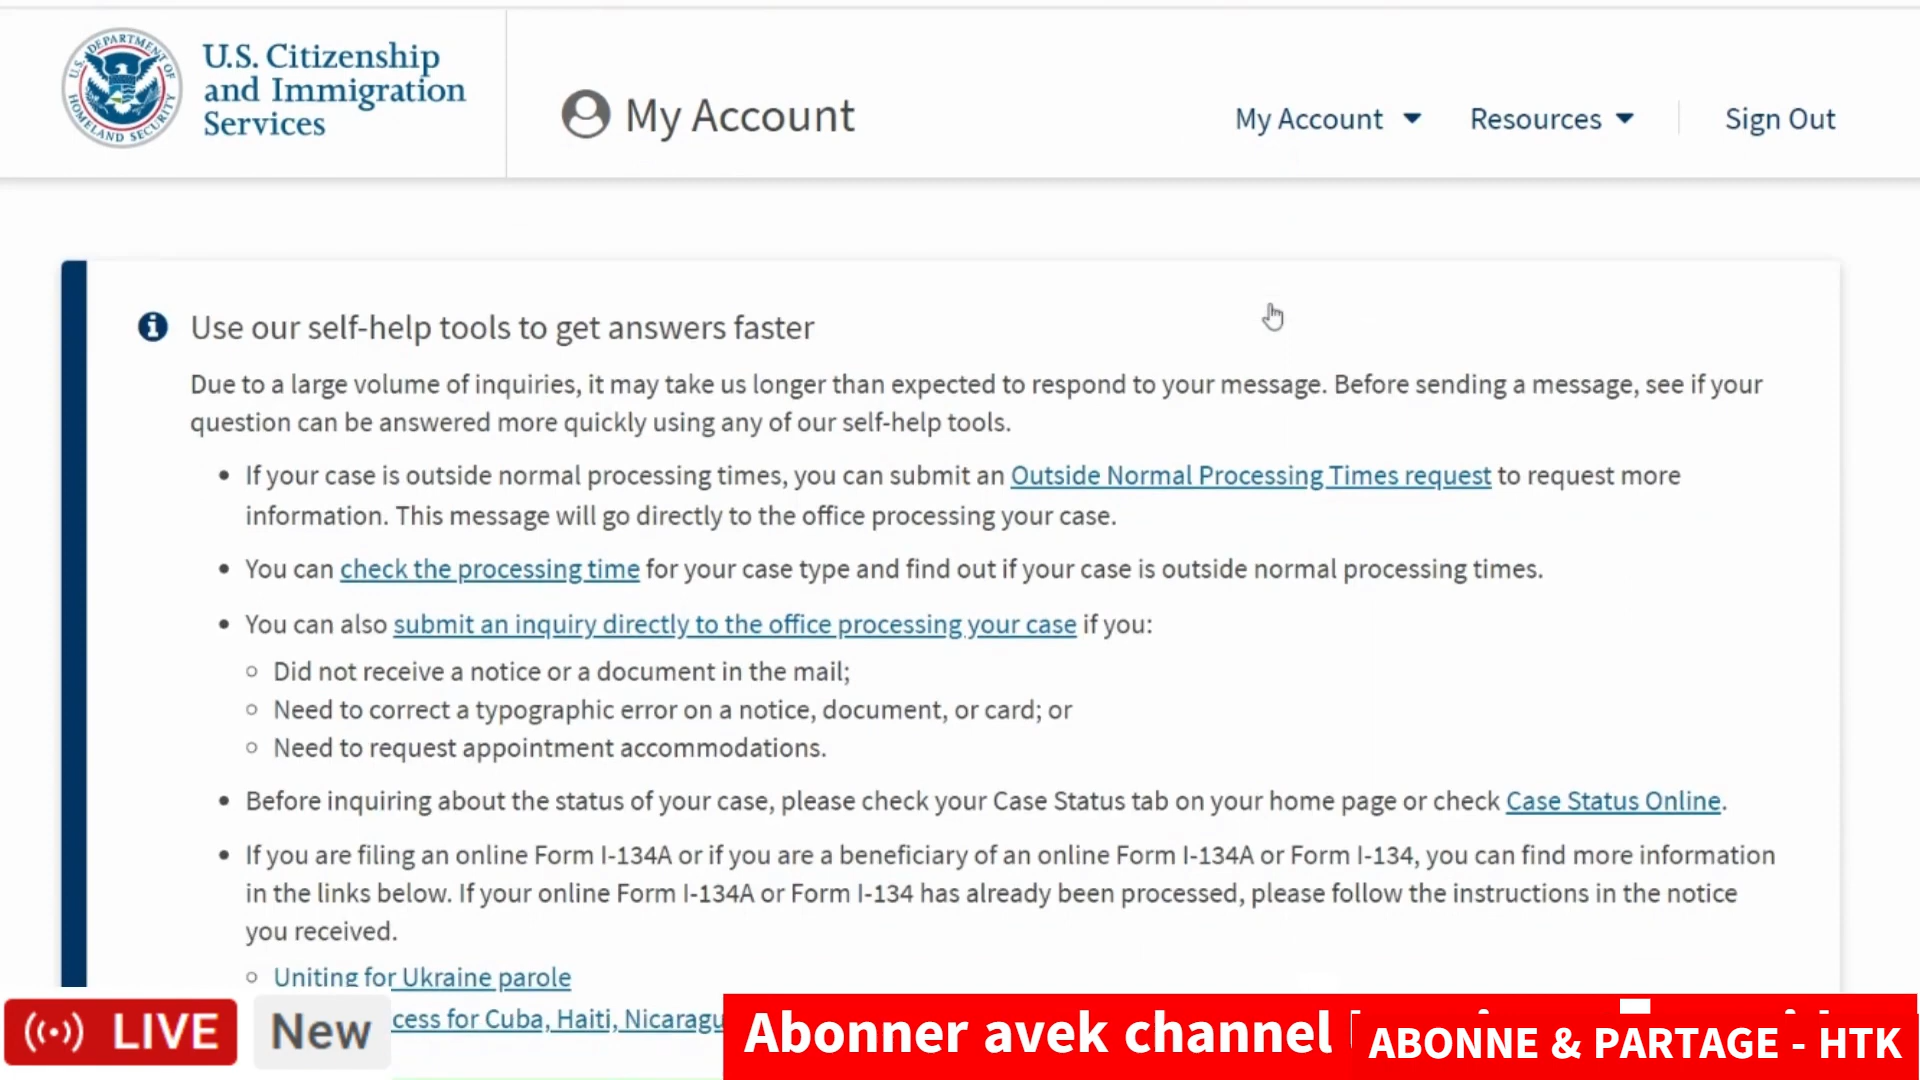 U.S. DEPARTMENT OF HOMELAND SECURITY
U.S. Citizenship
and Immigration
Services
My Account
My Account
Resources
Sign Out
Use our self-help tools to get answers faster
Due to a large volume of inquiries, it may take us longer than expected to respond to your message. Before sending a message, see if your
question can be answered more quickly using any of our self-help tools.
If your case is outside normal processing times, you can submit an Outside Normal Processing Times request to request more
information. This message will go directly to the office processing your case.
You can check the processing time for your case type and find out if your case is outside normal processing times.
You can also submit an inquiry directly to the office processing your case if you:
Did not receive a notice or a document in the mail;
Need to correct a typographic error on a notice, document, or card; or
Need to request appointment accommodations.
Before inquiring about the status of your case, please check your Case Status tab on your home page or check Case Status Online.
If you are filing an online Form I-134A or if you are a beneficiary of an online Form I-134A or Form I-134, you can find more information
in the links below. If your online Form I-134A or Form I-134 has already been processed, please follow the instructions in the notice
you received.
Uniting for Ukraine parole
for Cuba, Haiti,
LIVE
New
Abonner avek channel
ABONNE & PARTAGE - HTK